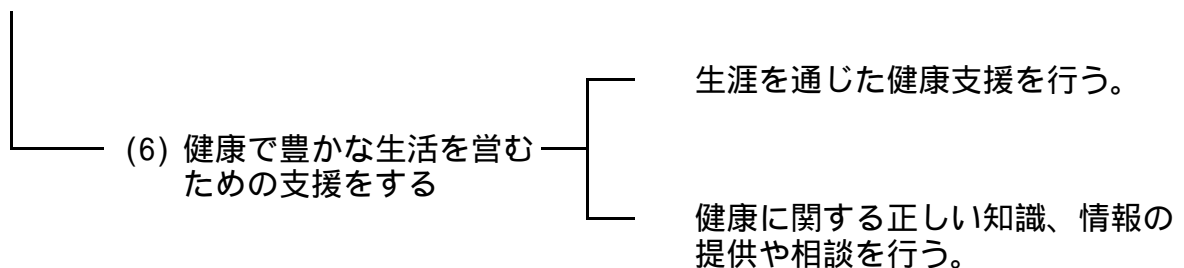 生涯を通じた健康支援を行う。
(6) 健康で豊かな生活を営む
ための支援をする
健康に関する正しい知識、情報の
提供や相談を行う。